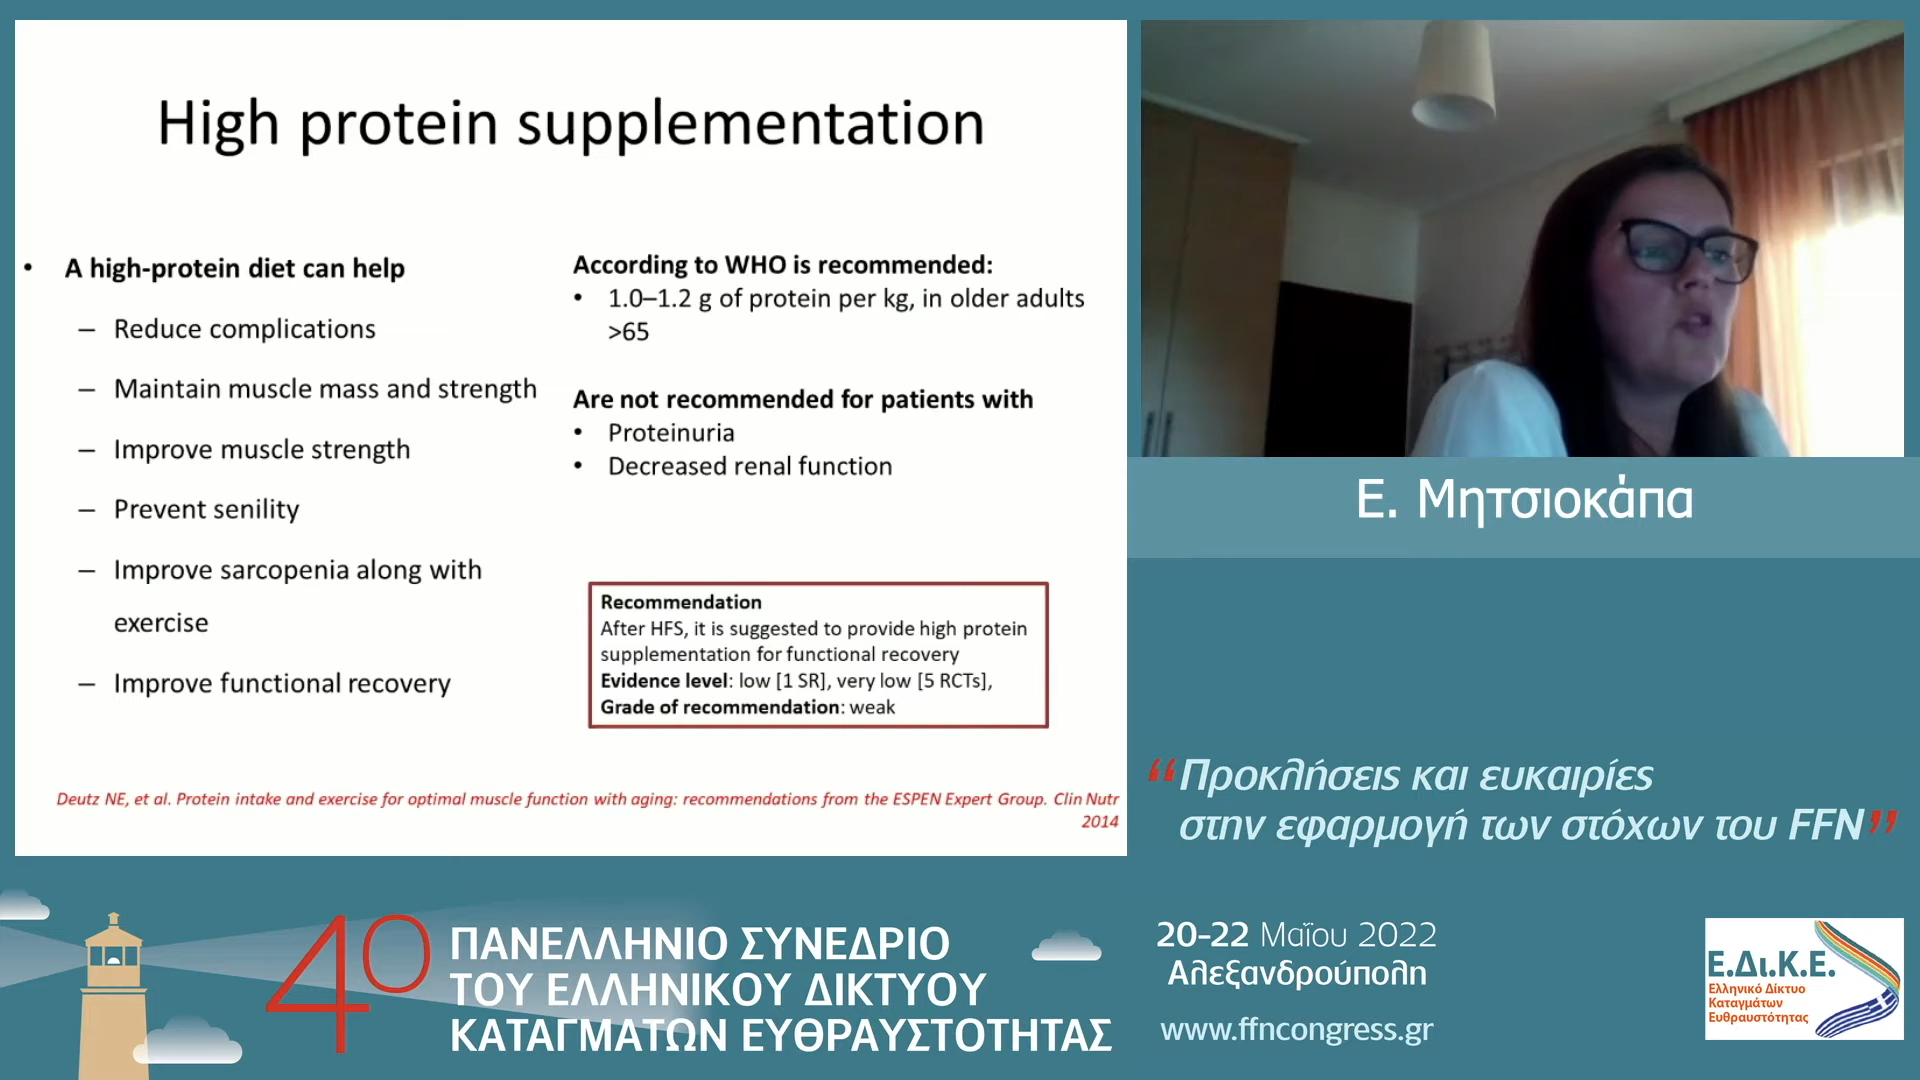 High protein supplementation
• A high-protein diet can help
– Reduce complications
– Maintain muscle mass and strength
– Improve muscle strength
– Prevent senility
– Improve sarcopenia along with
exercise
– Improve functional recovery
According to WHO is recommended:
• 1.0–1.2 g of protein per kg, in older adults
>65
Are not recommended for patients with
• Proteinuria
• Decreased renal function
Recommendation
After HFS, it is suggested to provide high protein
supplementation for functional recovery
Evidence level: low [1 SR], very low [5 RCTs],
Grade of recommendation: weak
Deutz NE, et al. Protein intake and exercise for optimal muscle function with aging: recommendations from the ESPEN Expert Group. Clin Nutr
2014
Ε. Μητσιοκάπα
“Προκλήσεις και ευκαιρίες
στην εφαρμογή των στόχων του FFN”
4ο
ΠΑΝΕΛΛΗΝΙΟ ΣΥΝΕΔΡΙΟ
ΤΟΥ ΕΛΛΗΝΙΚΟΥ ΔΙΚΤΥΟΥ
ΚΑΤΑΓΜΑΤΩΝ ΕΥΘΡΑΥΣΤΟΤΗΤΑΣ
20-22 Μαΐου 2022
Αλεξανδρούπολη
www.ffncongress.gr
Ε.Δι.Κ.Ε.
Ελληνικό Δίκτυο
Καταγμάτων
Ευθραυστότητας